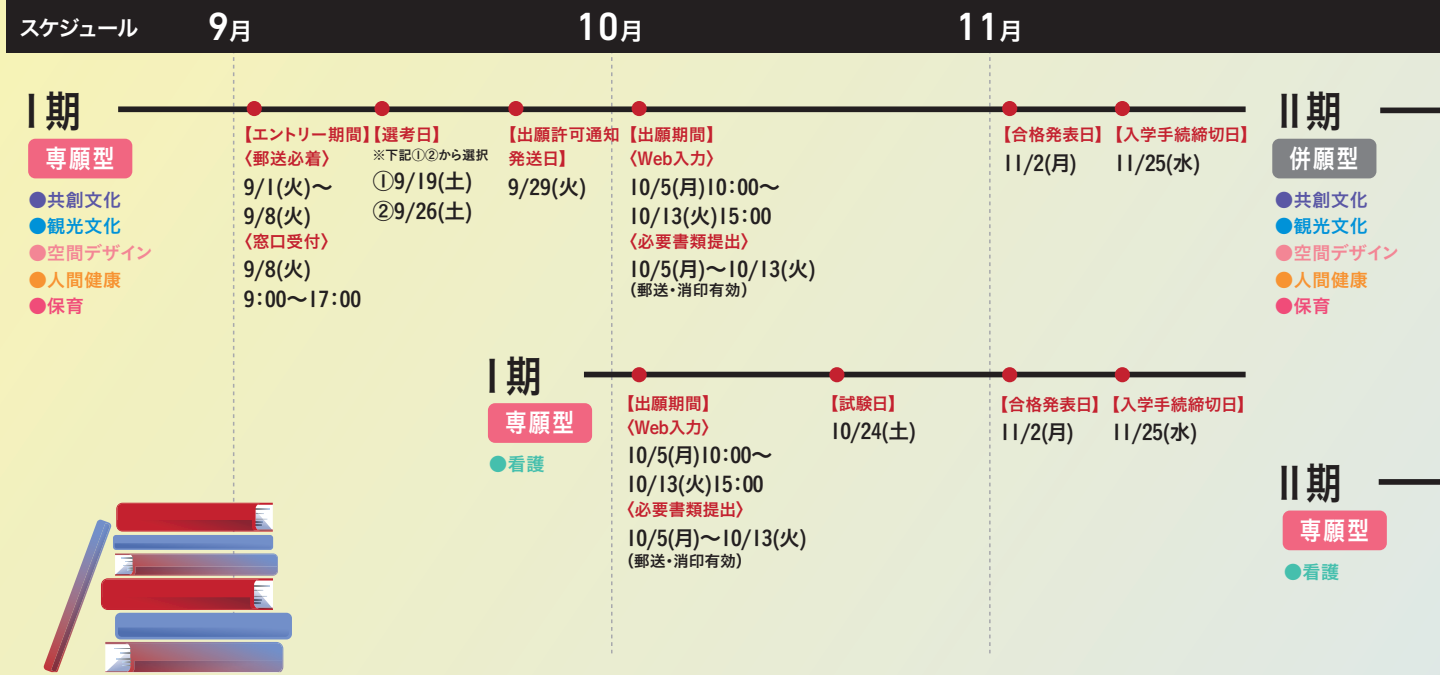 スケジュール 9月 10月 11月
I期
専願型
●共創文化
●観光文化
●空間デザイン
●人間健康
●保育
【エントリー期間】
〈郵送必着〉
9/1(火)〜
9/8(火)
〈窓口受付〉
9/8(火)
9:00〜17:00
【選考日】
※下記①②から選択
①9/19(土)
②9/26(土)
【出願許可通知
発送日】
9/29(火)
【出願期間】
〈Web入力〉
10/5(月)10:00〜
10/13(火)15:00
〈必要書類提出〉
10/5(月)〜10/13(火)
(郵送・消印有効)
【合格発表日】
11/2(月)
【入学手続締切日】
11/25(水)
II期
併願型
●共創文化
●観光文化
●空間デザイン
●人間健康
●保育
I期
専願型
●看護
【出願期間】
〈Web入力〉
10/5(月)10:00〜
10/13(火)15:00
〈必要書類提出〉
10/5(月)〜10/13(火)
(郵送・消印有効)
【試験日】
10/24(土)
【合格発表日】
11/2(月)
【入学手続締切日】
11/25(水)
II期
専願型
●看護